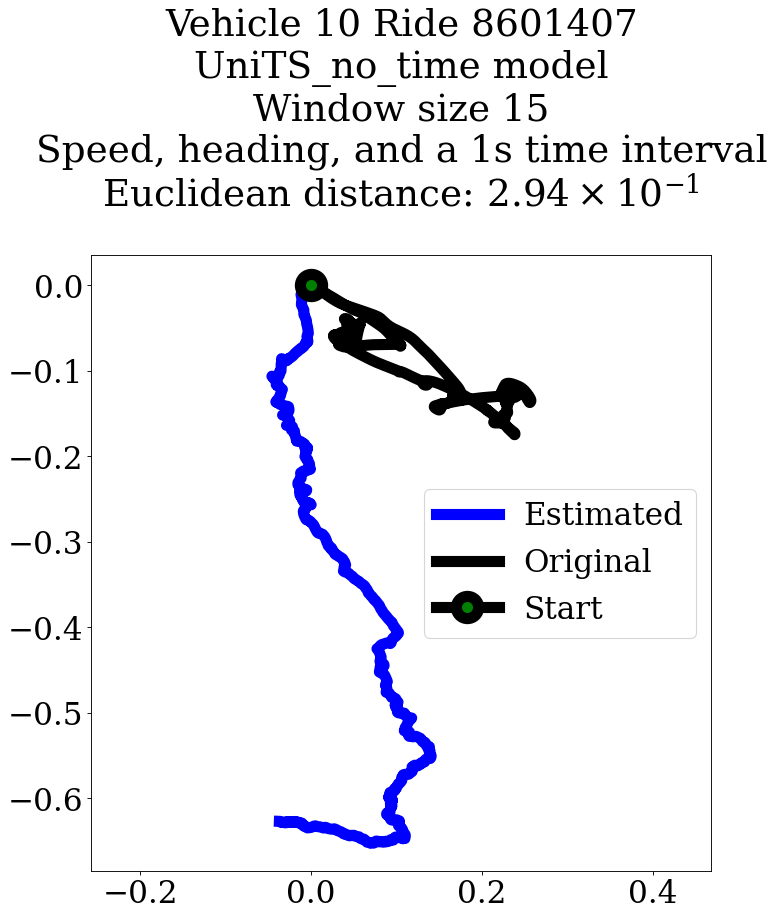 Vehicle 10 Ride 8601407
UniTS_no_time model
Window size 15
Speed, heading, and a 1s time interval
Euclidean distance: 2.94 × 10⁻¹
0.0
−0.1
−0.2
−0.3
−0.4
−0.5
−0.6
Estimated
Original
Start
−0.2
0.0
0.2
0.4